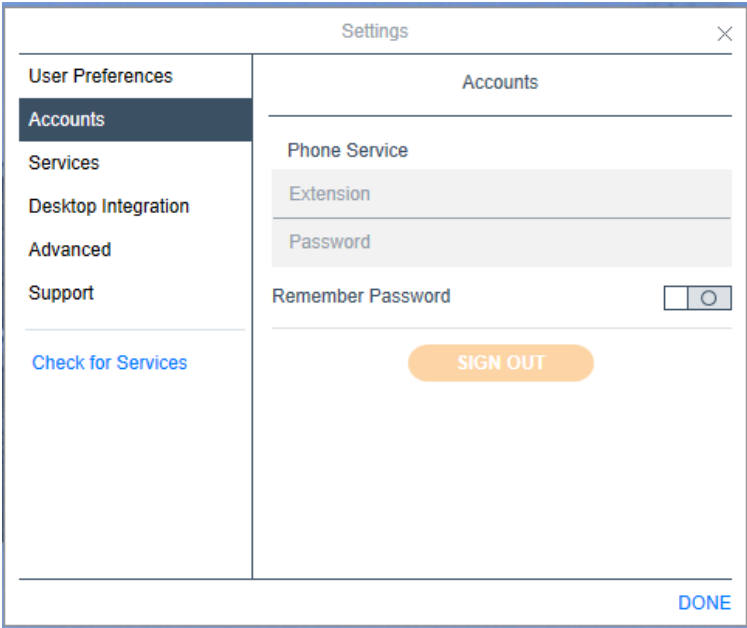 Settings
User Preferences
Accounts
Services
Desktop Integration
Advanced
Support
Check for Services
Accounts
Phone Service
Extension
Password
Remember Password
SIGN OUT
DONE